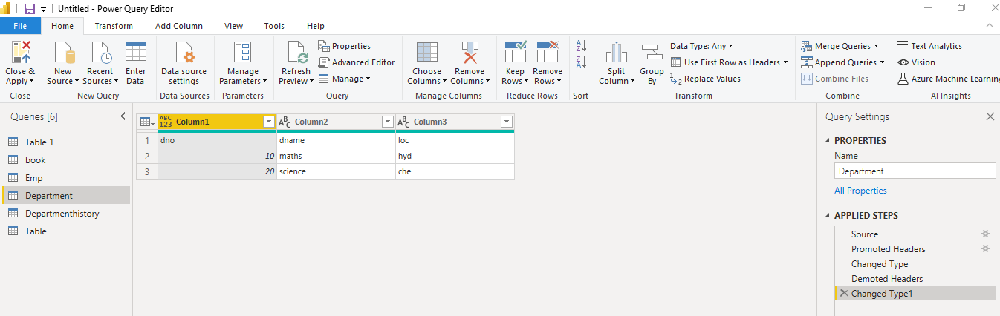 Untitled - Power Query Editor
File Home Transform Add Column View Tools Help
Close & Apply
New Source
Recent Sources
Enter Data
Data source settings
Manage Parameters
Refresh Preview
Properties
Advanced Editor
Manage
Choose Columns
Remove Columns
Keep Rows
Remove Rows
A Z
Z A
Split Column
Group By
Data Type: Any
Use First Row as Headers
1 2 Replace Values
Merge Queries
Append Queries
Combine Files
Text Analytics
Vision
Azure Machine Learning
Close New Query Data Sources Parameters Query Manage Columns Reduce Rows Sort Transform Combine AI Insights
Queries [6]
Table 1
book
Emp
Department
Departmenthistory
Table
ABC 123 Column1 ABC Column2 ABC Column3
1 dno dname loc
2 10 maths hyd
3 20 science che
Query Settings
PROPERTIES
Name
Department
All Properties
APPLIED STEPS
Source
Promoted Headers
Changed Type
Demoted Headers
Changed Type1